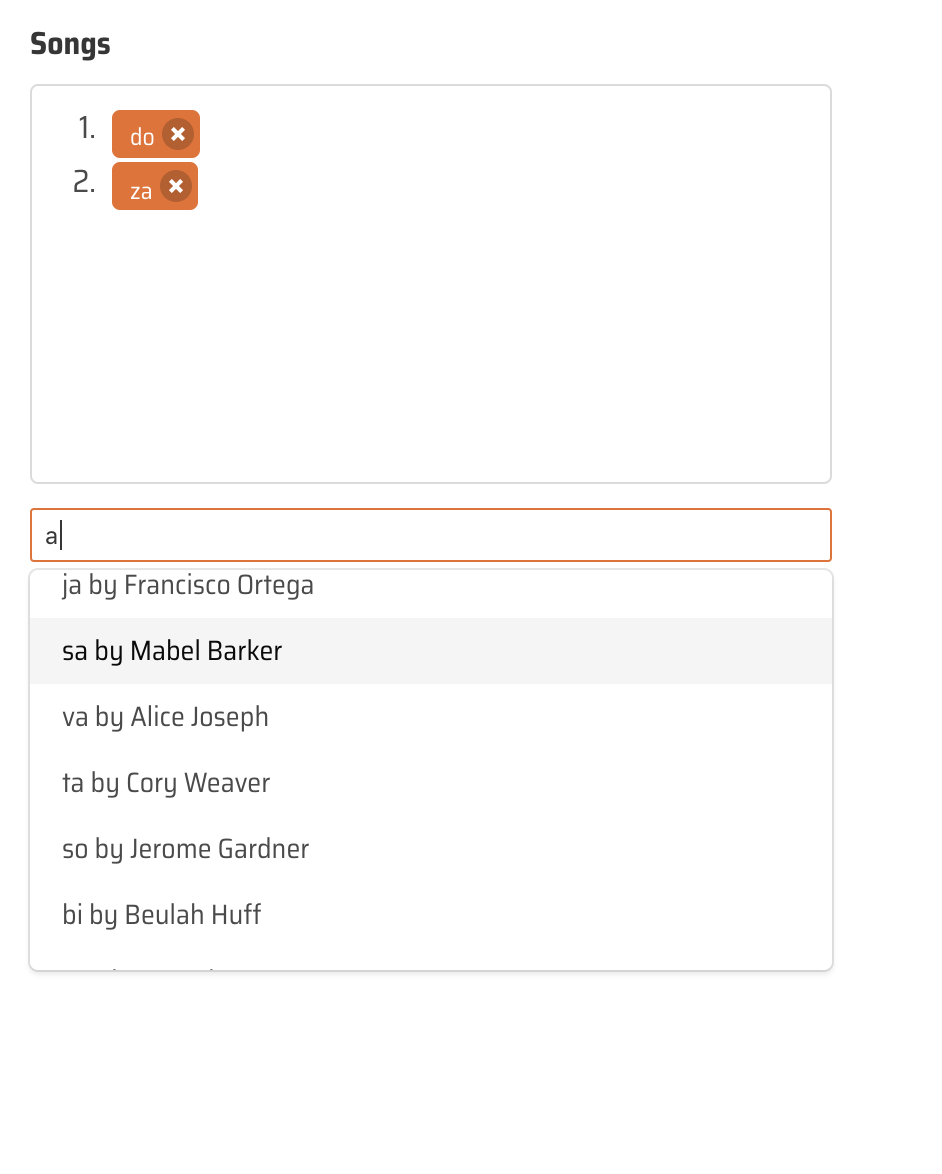 Songs
1. do
2. za
a
ja by Francisco Ortega
sa by Mabel Barker
va by Alice Joseph
ta by Cory Weaver
so by Jerome Gardner
bi by Beulah Huff